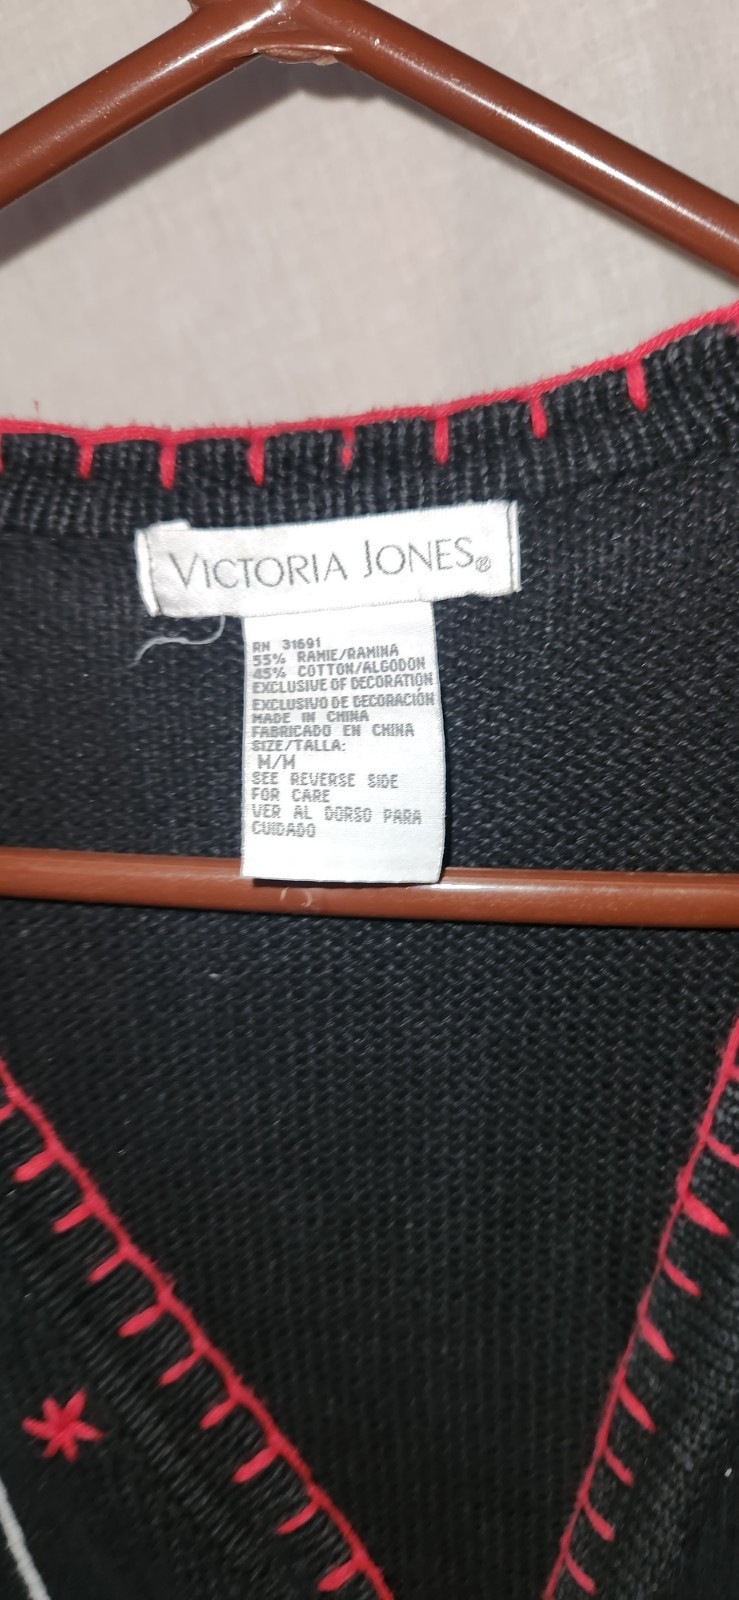 VICTORIA JONES®
RN 31691
55% RAMIE/RAMINA
45% COTTON/ALGODON
EXCLUSIVE OF DECORATION
EXCLUSIVO DE DECORACIÓN
MADE IN CHINA
FABRICADO EN CHINA
SIZE/TALLA:
M/M
SEE REVERSE SIDE
FOR CARE
VER AL DORSO PARA
CUIDADO